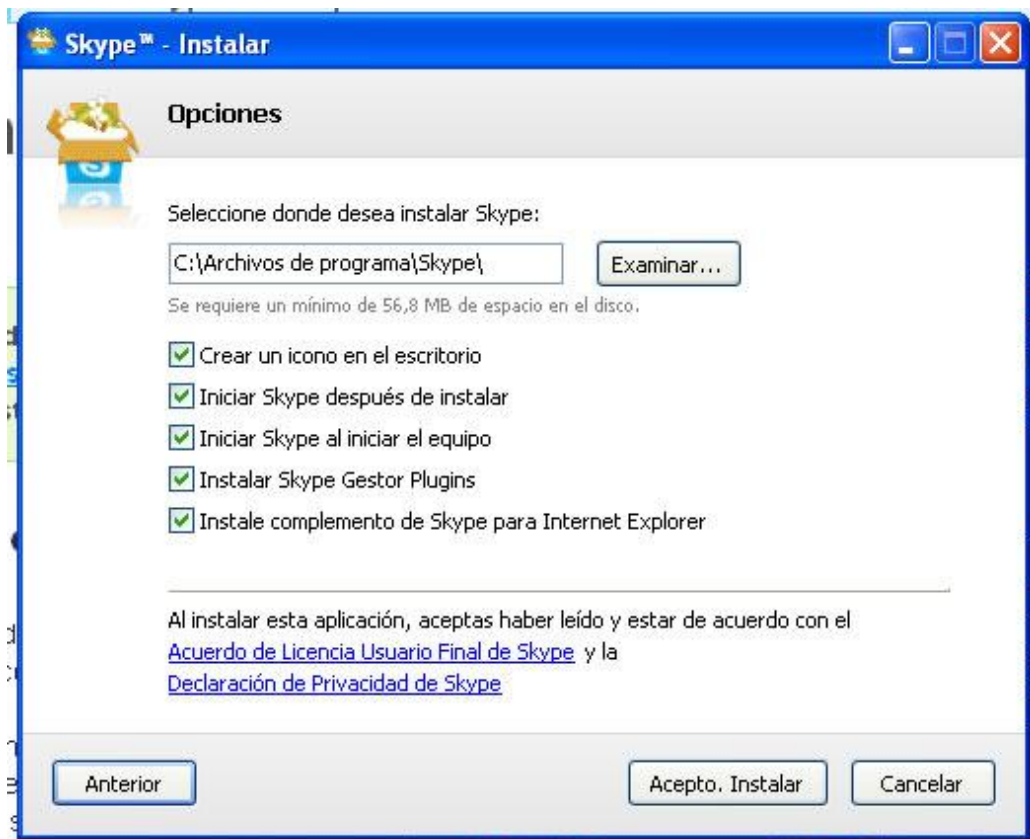 Skype™ - Instalar
Opciones
Seleccione donde desea instalar Skype:
C:\Archivos de programa\Skype\
Examinar...
Se requiere un mínimo de 56,8 MB de espacio en el disco.
Crear un icono en el escritorio
Iniciar Skype después de instalar
Iniciar Skype al iniciar el equipo
Instalar Skype Gestor Plugins
Instale complemento de Skype para Internet Explorer
Al instalar esta aplicación, aceptas haber leído y estar de acuerdo con el
Acuerdo de Licencia Usuario Final de Skype y la
Declaración de Privacidad de Skype
Anterior
Acepto. Instalar
Cancelar